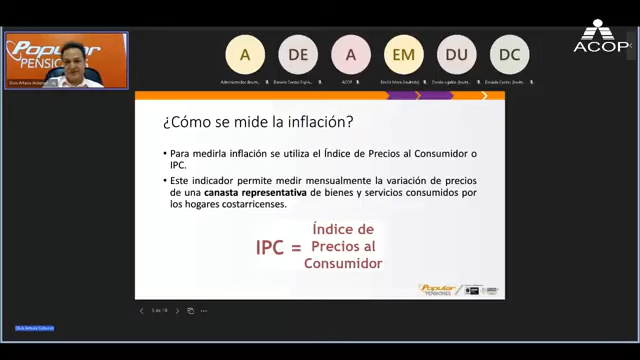 Popular
PENSIONES
A
DE
A
EM
DU
DC
ACOP
ACOP
¿Cómo se mide la inflación?
• Para medirla inflación se utiliza el Índice de Precios al Consumidor o
IPC.
• Este indicador permite medir mensualmente la variación de precios
de una canasta representativa de bienes y servicios consumidos por
los hogares costarricenses.
IPC =
Índice de
Precios al
Consumidor
Popular
PENSIONES